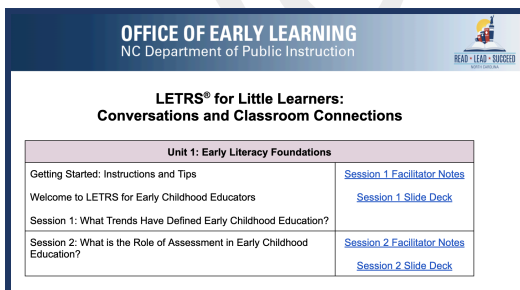 OFFICE OF EARLY LEARNING
NC Department of Public Instruction
READ • LEAD • SUCCEED
NORTH CAROLINA
LETRS® for Little Learners:
Conversations and Classroom Connections
Unit 1: Early Literacy Foundations
Getting Started: Instructions and Tips
Welcome to LETRS for Early Childhood Educators
Session 1: What Trends Have Defined Early Childhood Education?
Session 1 Facilitator Notes
Session 1 Slide Deck
Session 2: What is the Role of Assessment in Early Childhood
Education?
Session 2 Facilitator Notes
Session 2 Slide Deck